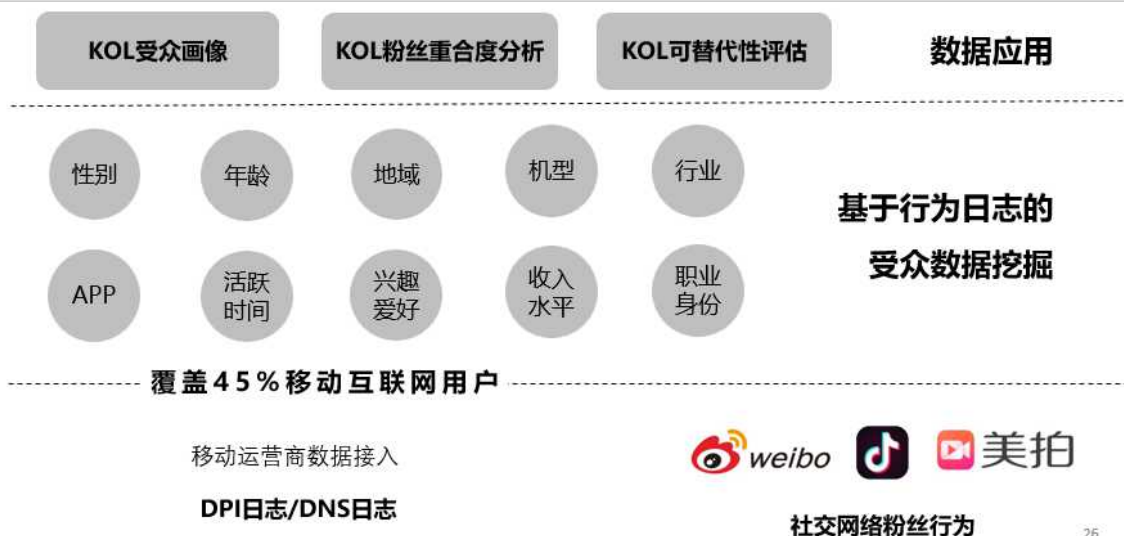 KOL受众画像
KOL粉丝重合度分析
KOL可替代性评估
数据应用
性别
年龄
地域
机型
行业
基于行为日志的
受众数据挖掘
APP
活跃
时间
兴趣
爱好
收入
水平
职业
身份
覆盖45%移动互联网用户
移动运营商数据接入
DPI日志/DNS日志
weibo
美拍
社交网络粉丝行为
26